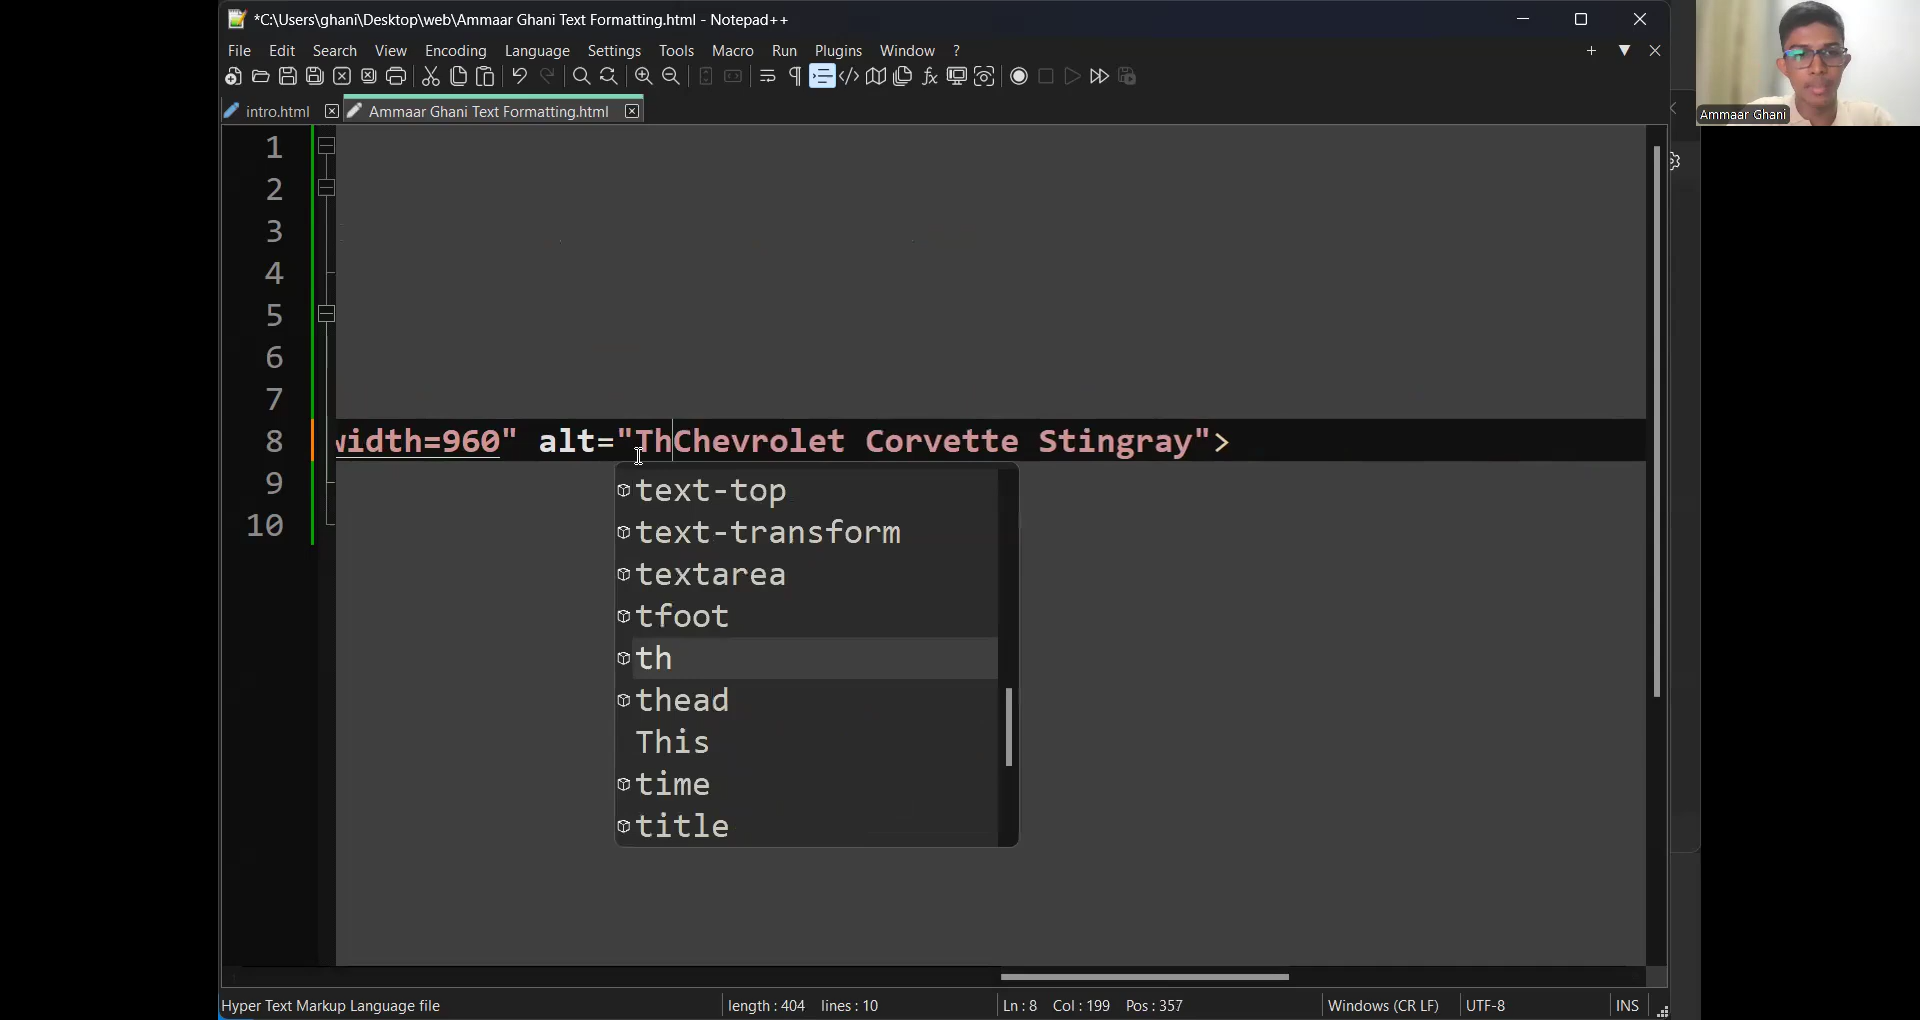 *C:\Users\ghani\Desktop\web\Ammaar Ghani Text Formatting.html - Notepad++
File Edit Search View Encoding Language Settings Tools Macro Run Plugins Window ?
intro.html
Ammaar Ghani Text Formatting.html
Ammaar Ghani
1
2
3
4
5
6
7
8 width=960" alt="ThChevrolet Corvette Stingray">
9
10
text-top
text-transform
textarea
tfoot
th
thead
This
time
title
Hyper Text Markup Language file length : 404 lines : 10 Ln : 8 Col : 199 Pos : 357 Windows (CR LF) UTF-8 INS